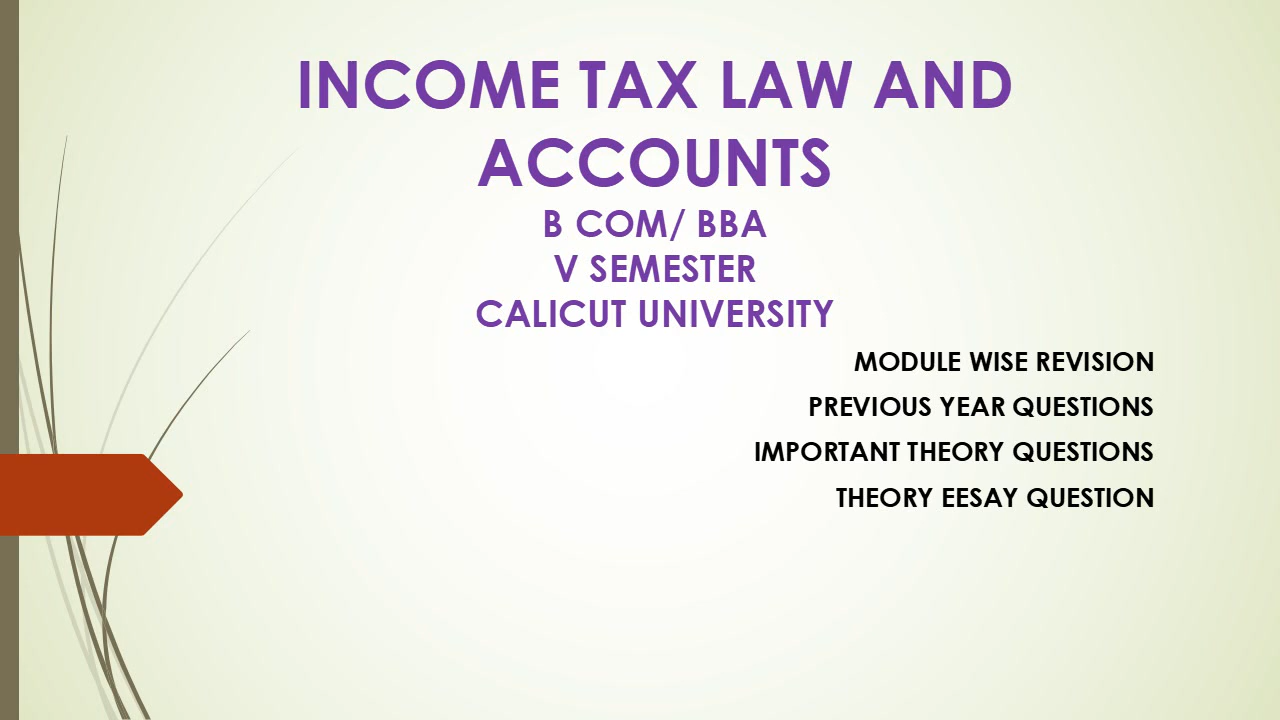 INCOME TAX LAW AND
ACCOUNTS
B COM/ BBA
V SEMESTER
CALICUT UNIVERSITY
MODULE WISE REVISION
PREVIOUS YEAR QUESTIONS
IMPORTANT THEORY QUESTIONS
THEORY EESAY QUESTION